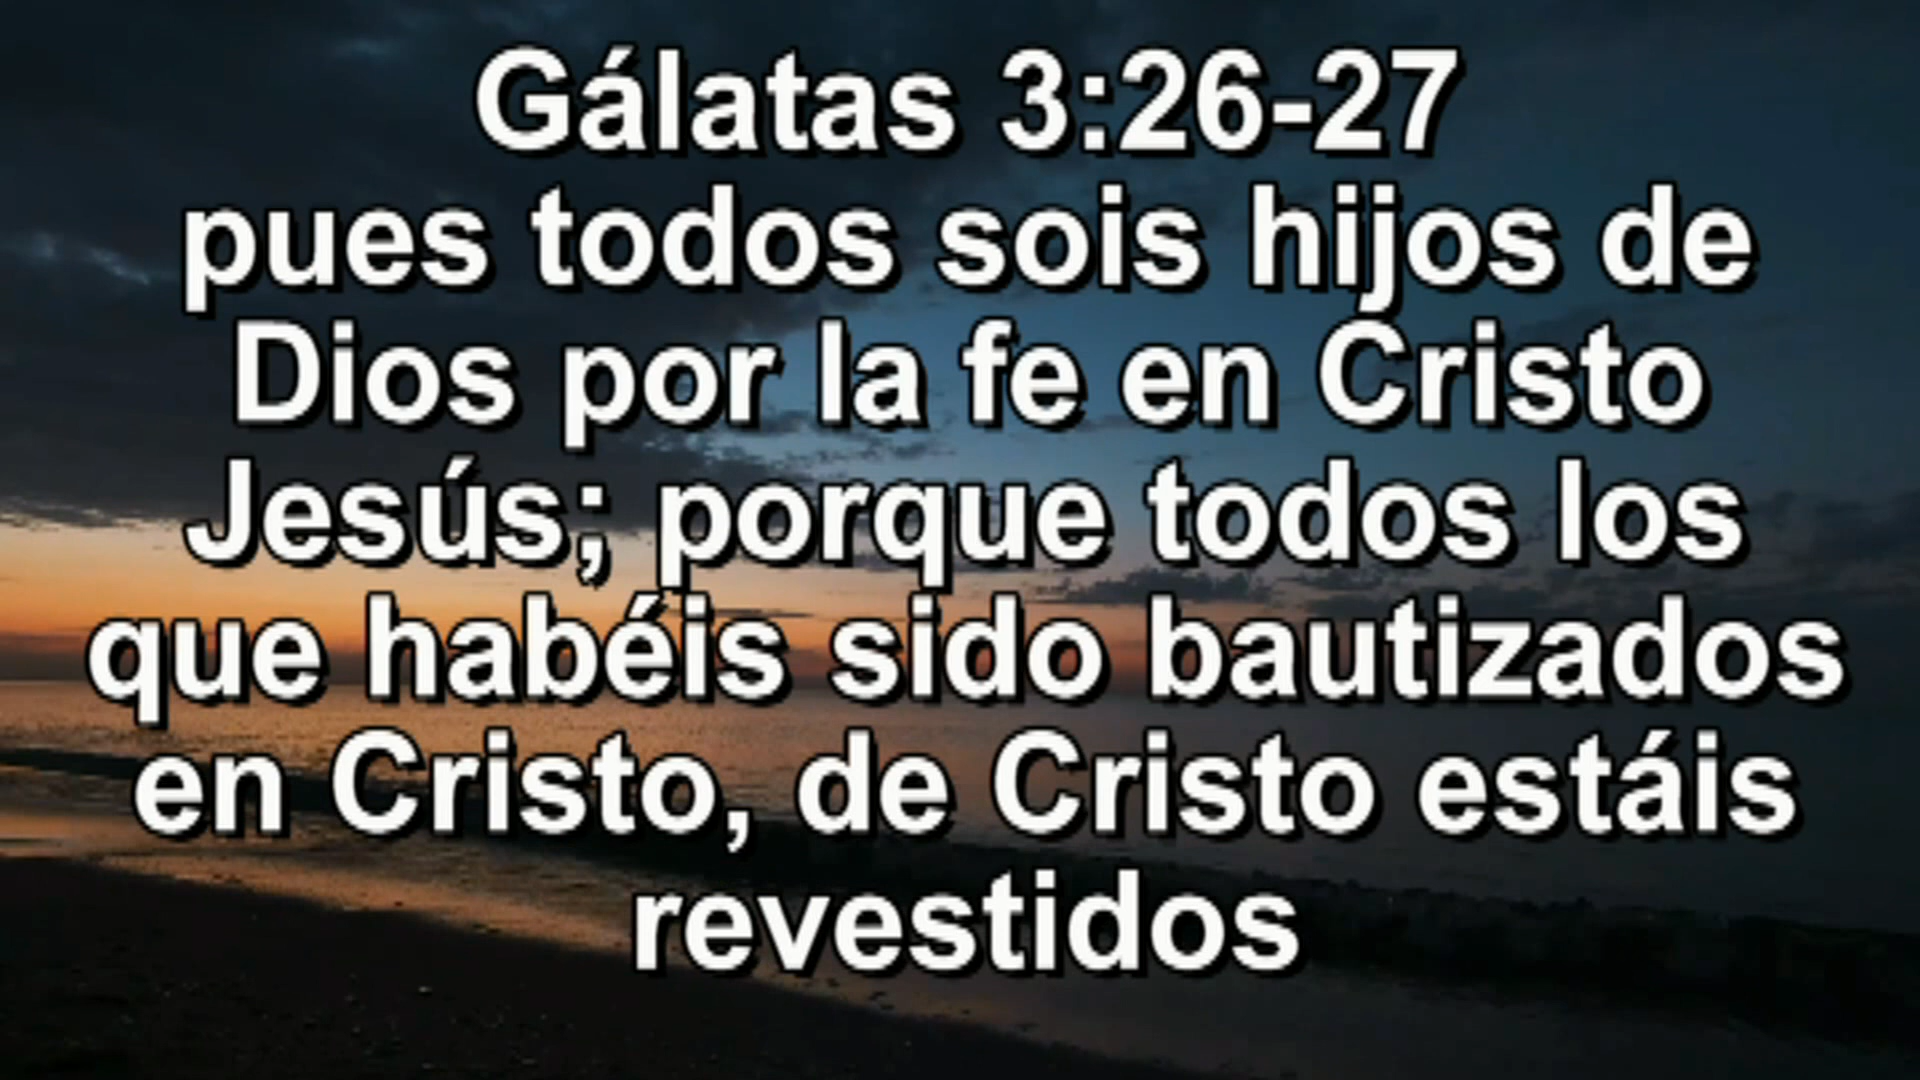 Gálatas 3:26-27
pues todos sois hijos de
Dios por la fe en Cristo
Jesús; porque todos los
que habéis sido bautizados
en Cristo, de Cristo estáis
revestidos